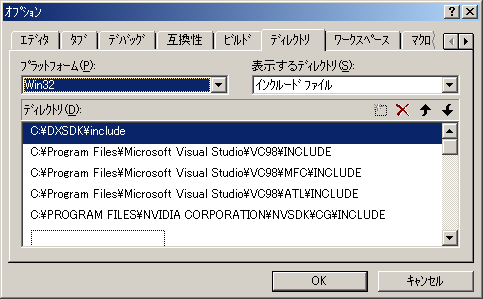 オプション
エディタ タブ デバッグ 互換性 ビルド ディレクトリ ワークスペース マクロ
プラットフォーム(P): 表示するディレクトリ(S):
Win32 インクルード ファイル
ディレクトリ(D):
C:¥DXSDK¥include
C:¥Program Files¥Microsoft Visual Studio¥VC98¥INCLUDE
C:¥Program Files¥Microsoft Visual Studio¥VC98¥MFC¥INCLUDE
C:¥Program Files¥Microsoft Visual Studio¥VC98¥ATL¥INCLUDE
C:¥PROGRAM FILES¥NVIDIA CORPORATION¥NVSDK¥CG¥INCLUDE
OK キャンセル